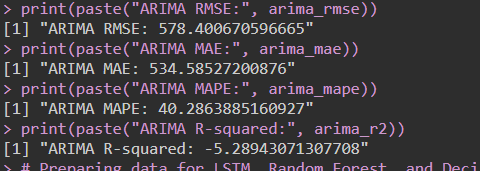 > print(paste("ARIMA RMSE:", arima_rmse))
[1] "ARIMA RMSE: 578.400670596665"
> print(paste("ARIMA MAE:", arima_mae))
[1] "ARIMA MAE: 534.58527200876"
> print(paste("ARIMA MAPE:", arima_mape))
[1] "ARIMA MAPE: 40.2863885160927"
> print(paste("ARIMA R-squared:", arima_r2))
[1] "ARIMA R-squared: -5.28943071307708"
> # Preparing data for LSTM, Random Forest, and Deci